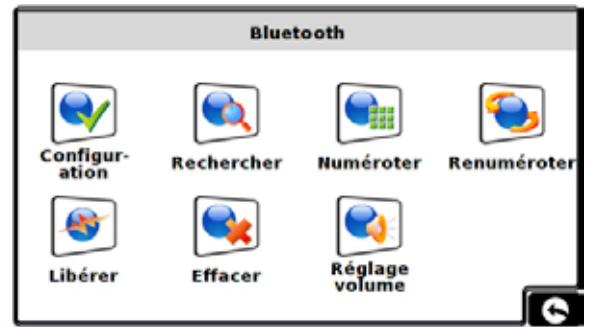 Bluetooth
Configur-
ation
Rechercher
Numéroter
Renuméroter
Libérer
Effacer
Réglage
volume